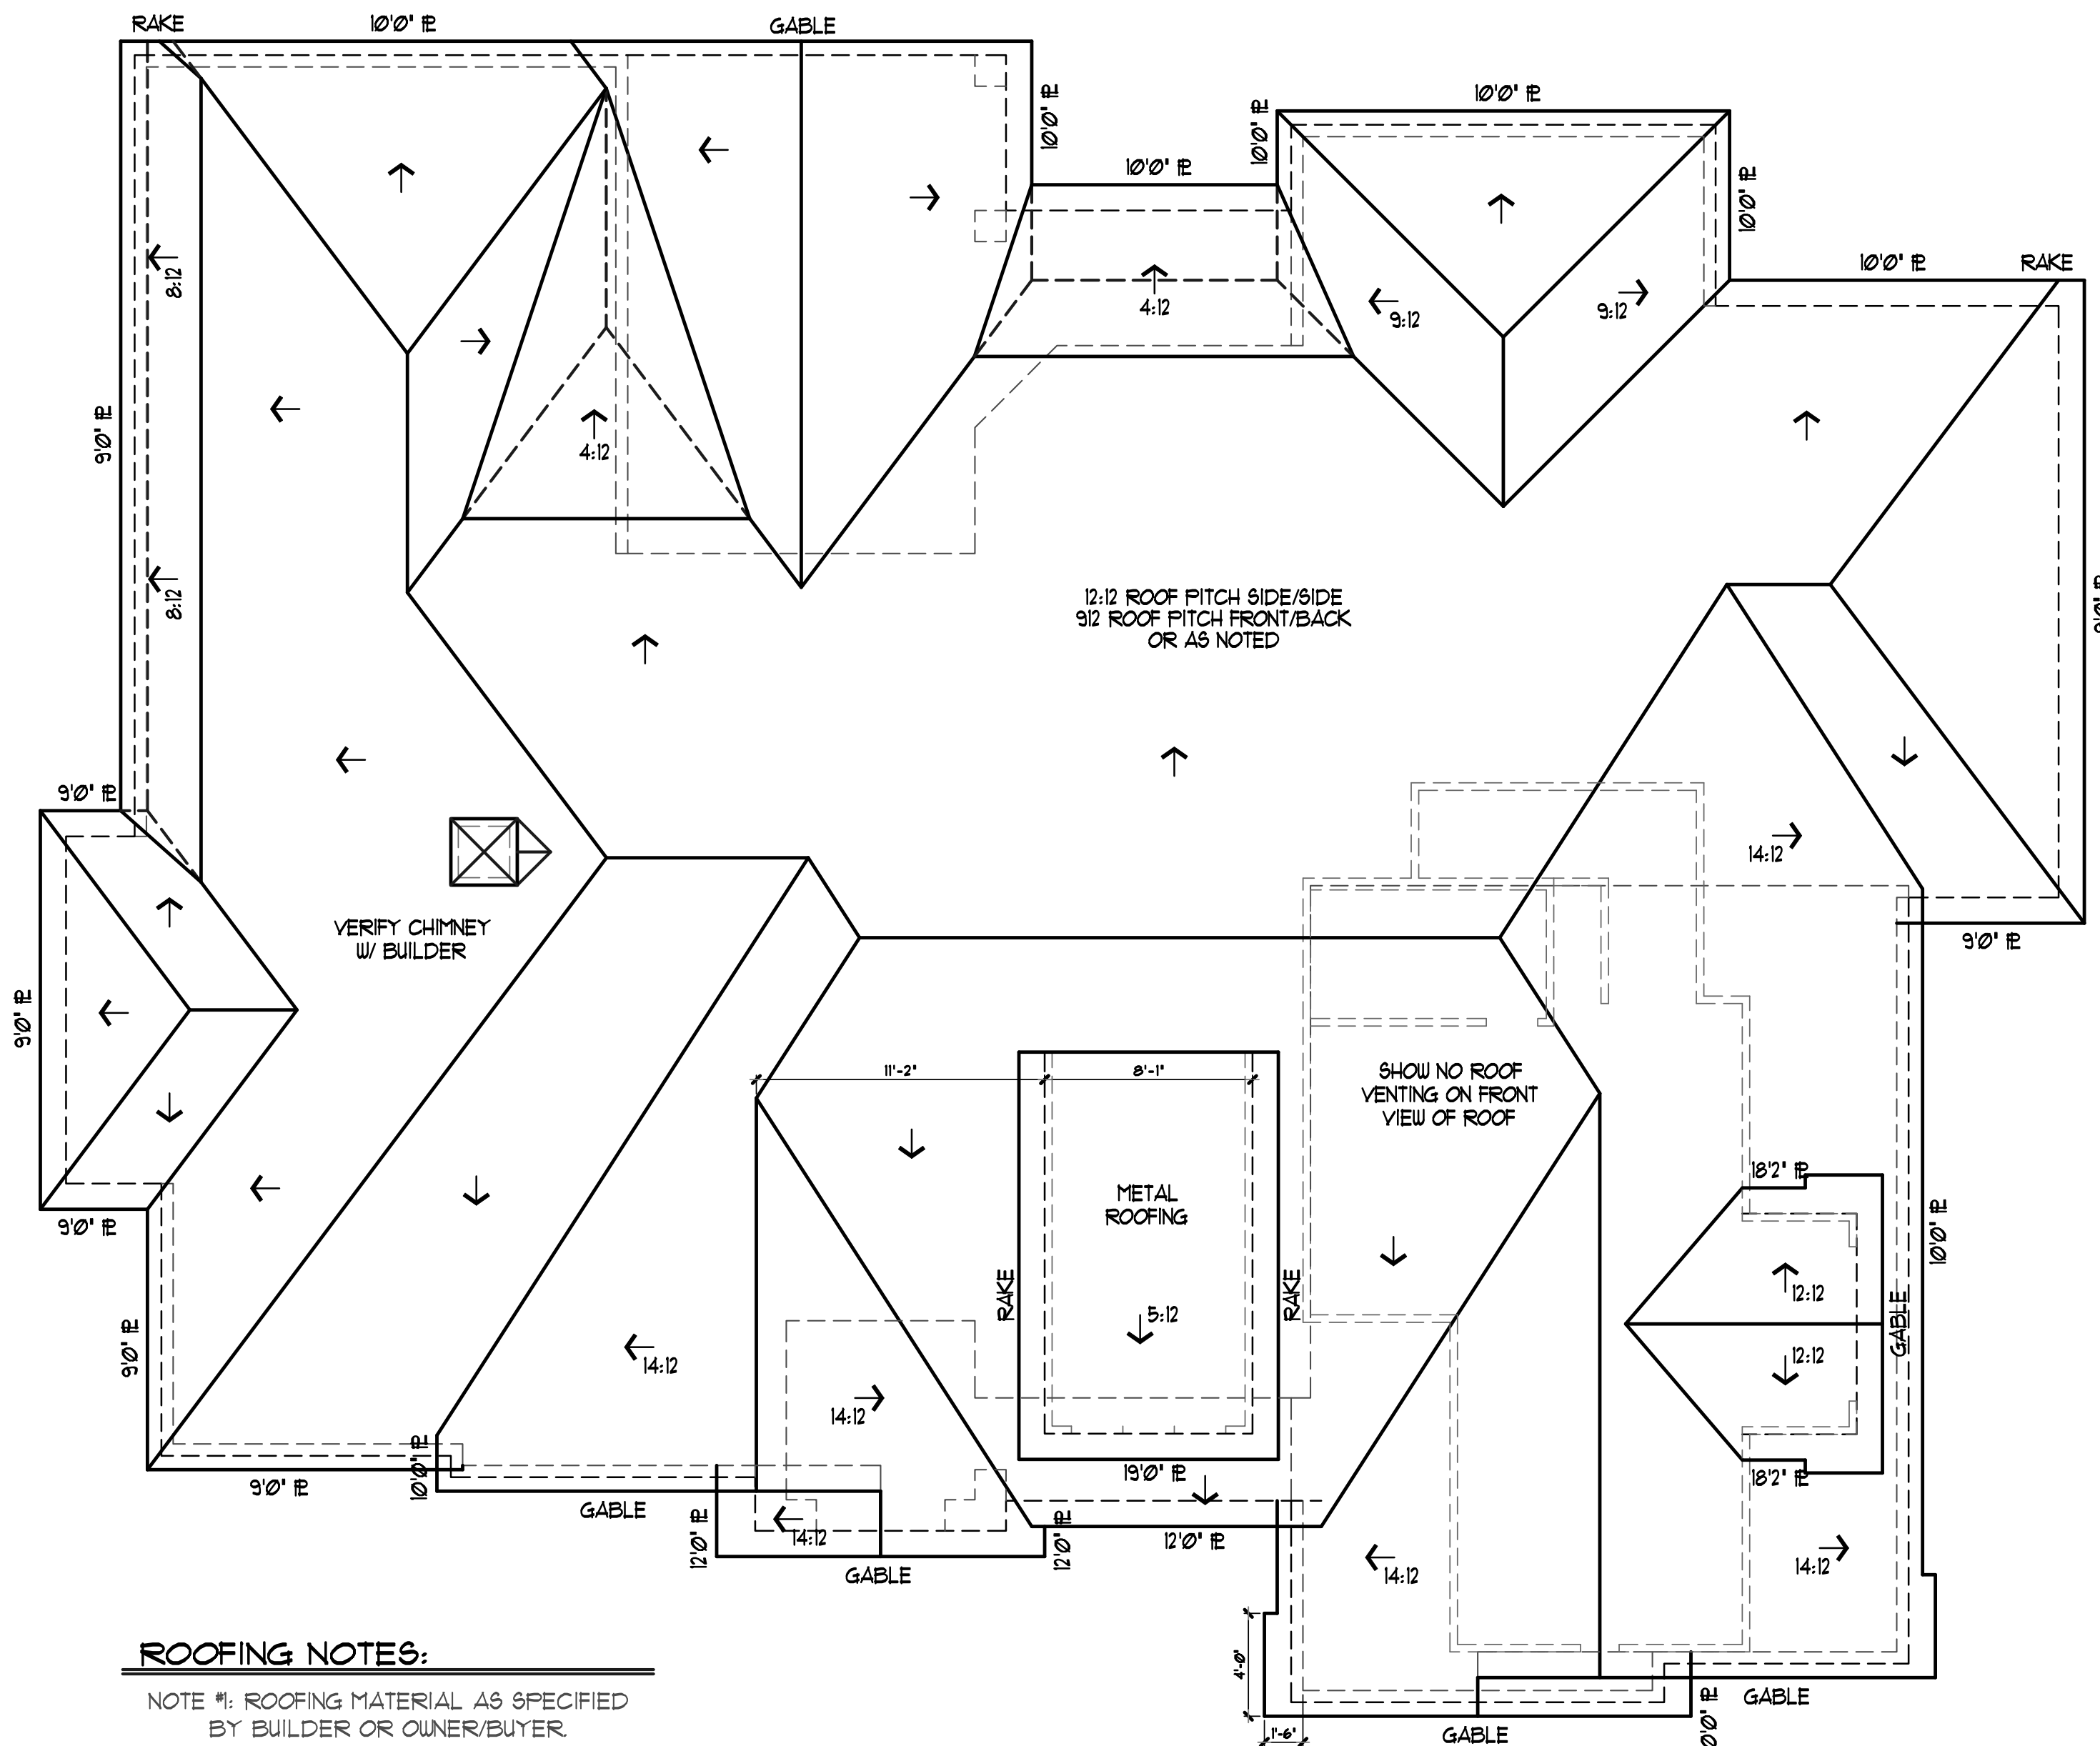 RAKE
10'0" PL
GABLE
10'0" PL
10'0" PL
10'0" PL
10'0" PL
10'0" PL
10'0" PL
RAKE
8:12
4:12
9:12
9:12
9'0" PL
4:12
8:12
12:12 ROOF PITCH SIDE/SIDE
912 ROOF PITCH FRONT/BACK
OR AS NOTED
9'0" PL
9'0" PL
14:12
VERIFY CHIMNEY
W/ BUILDER
9'0" PL
9'0" PL
11'-2"
8'-1"
SHOW NO ROOF
VENTING ON FRONT
VIEW OF ROOF
METAL
ROOFING
18'2" PL
10'0" PL
9'0" PL
RAKE
5:12
RAKE
12:12
GABLE
12:12
9'0" PL
14:12
14:12
19'0" PL
18'2" PL
9'0" PL
10'0" PL
GABLE
12'0" PL
14:12
12'0" PL
12'0" PL
GABLE
14:12
14:12
ROOFING NOTES:
NOTE #1: ROOFING MATERIAL AS SPECIFIED
BY BUILDER OR OWNER/BUYER.
4'-0"
1'-6"
GABLE
GABLE